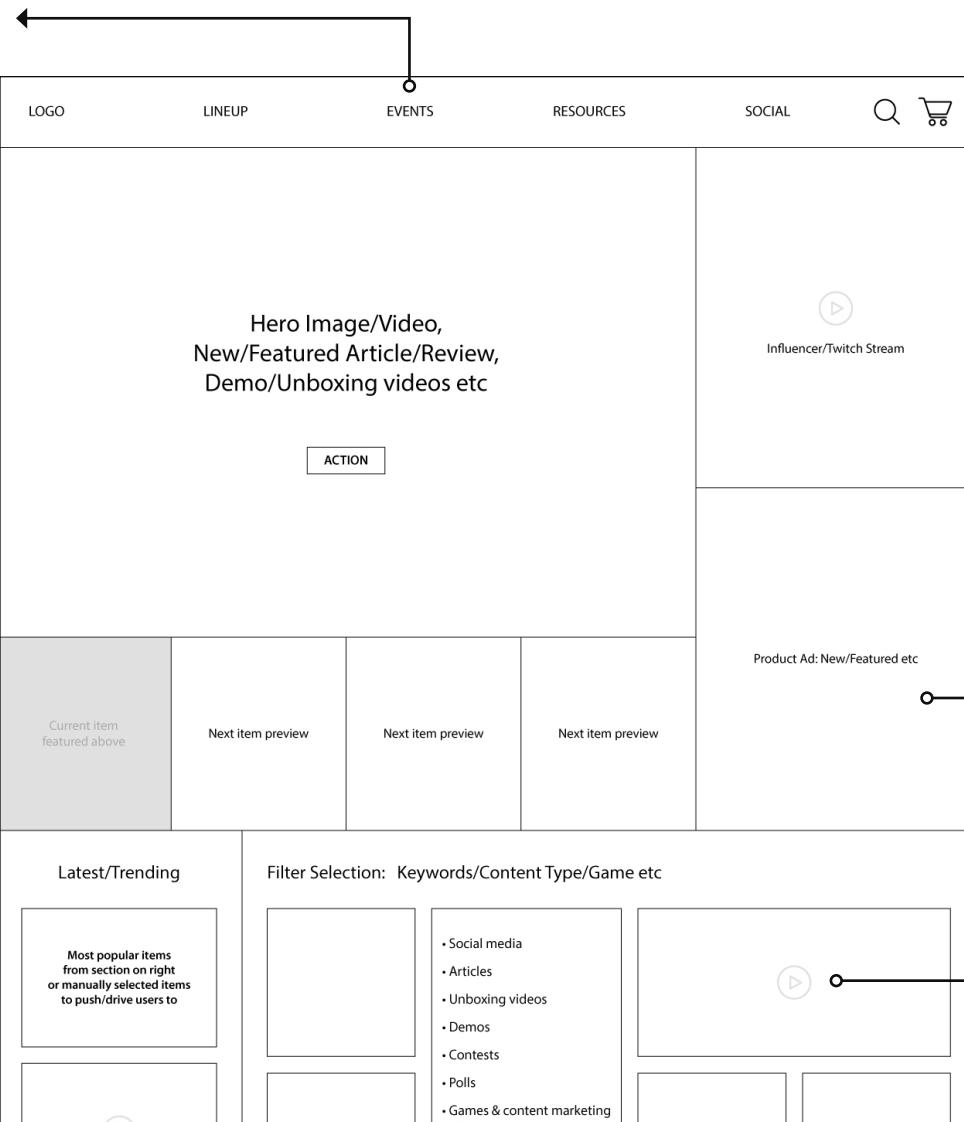 LOGO
LINEUP
EVENTS
RESOURCES
SOCIAL
Hero Image/Video,
New/Featured Article/Review,
Demo/Unboxing videos etc
ACTION
Influencer/Twitch Stream
Product Ad: New/Featured etc
Current item
featured above
Next item preview
Next item preview
Next item preview
Latest/Trending
Most popular items
from section on right
or manually selected items
to push/drive users to
Filter Selection: Keywords/Content Type/Game etc
• Social media
• Articles
• Unboxing videos
• Demos
• Contests
• Polls
• Games & content marketing